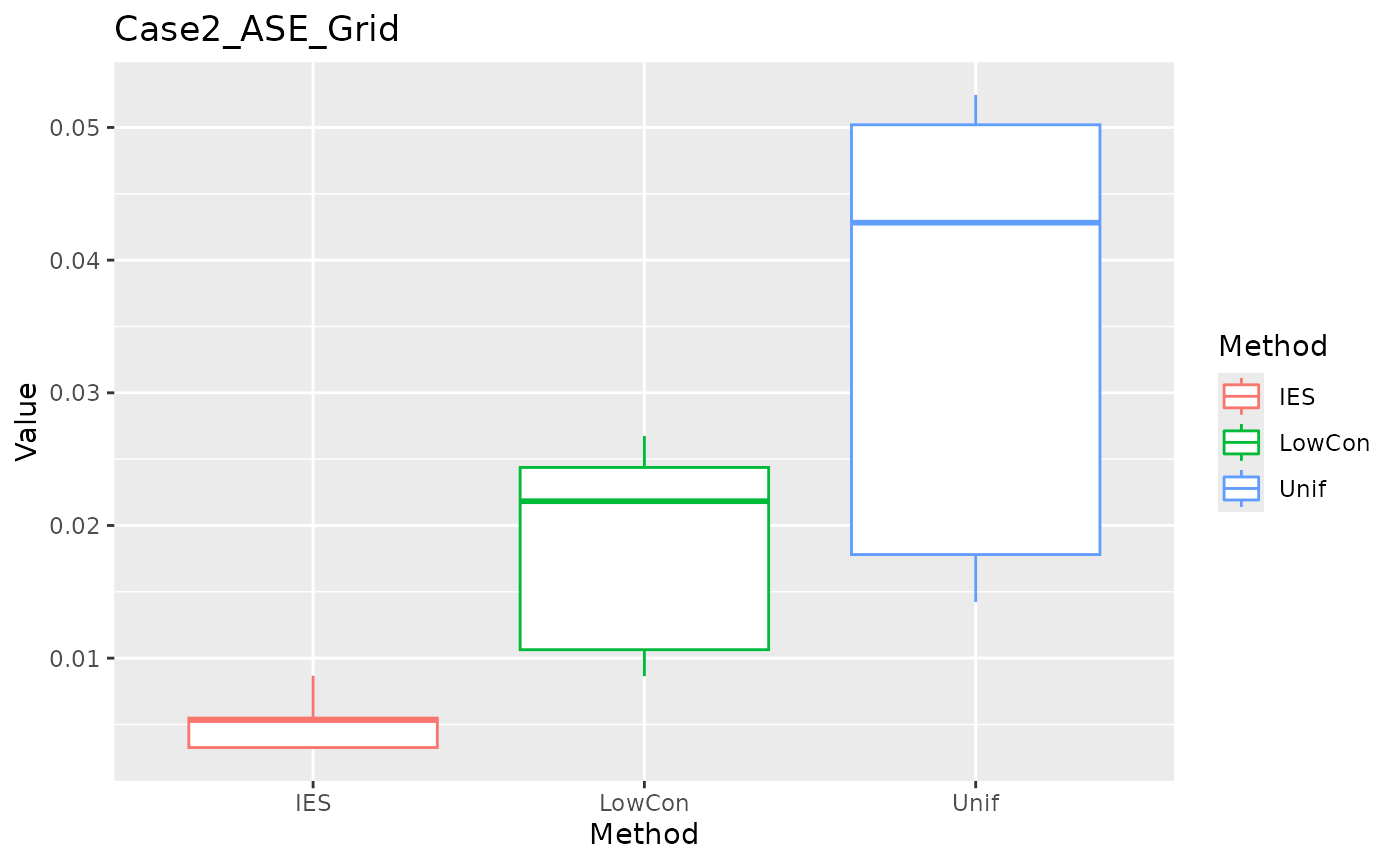 Case2_ASE_Grid
Value
0.05
0.04
0.03
0.02
0.01
IES
LowCon
Unif
Method
Method
IES
LowCon
Unif